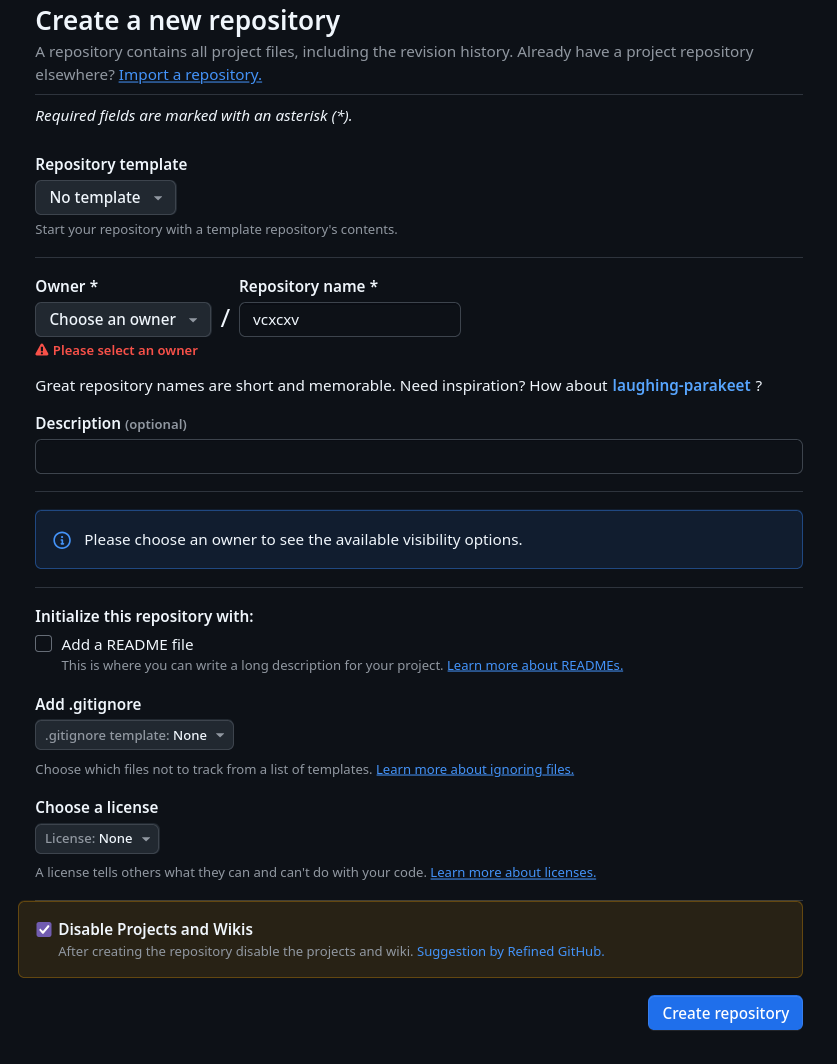 Create a new repository
A repository contains all project files, including the revision history. Already have a project repository
elsewhere? Import a repository.
Required fields are marked with an asterisk (*).
Repository template
No template
Start your repository with a template repository's contents.
Owner *
Repository name *
Choose an owner
/
vcxcxv
Please select an owner
Great repository names are short and memorable. Need inspiration? How about laughing-parakeet ?
Description (optional)
Please choose an owner to see the available visibility options.
Initialize this repository with:
Add a README file
This is where you can write a long description for your project. Learn more about READMEs.
Add .gitignore
.gitignore template: None
Choose which files not to track from a list of templates. Learn more about ignoring files.
Choose a license
License: None
A license tells others what they can and can't do with your code. Learn more about licenses.
Disable Projects and Wikis
After creating the repository disable the projects and wiki. Suggestion by Refined GitHub.
Create repository